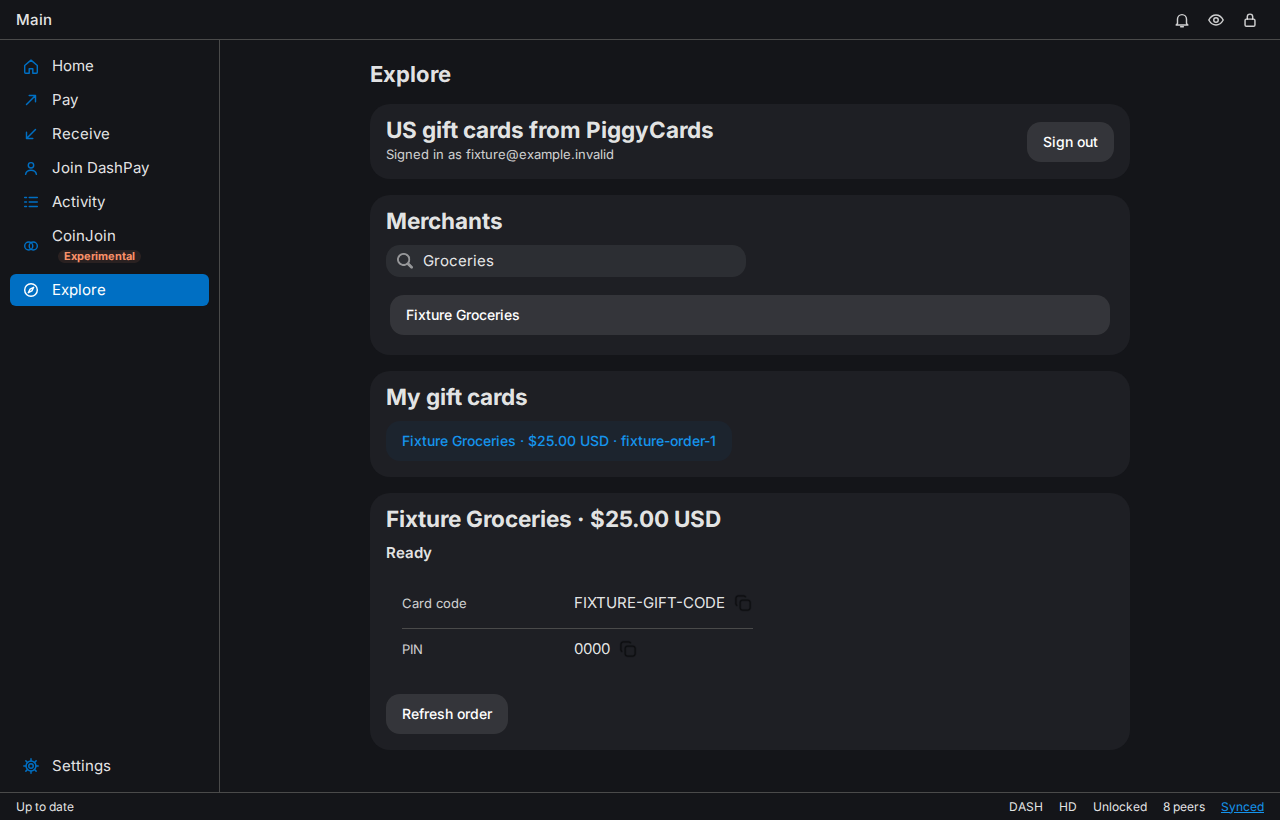 Main
Home
Pay
Receive
Join DashPay
Activity
CoinJoin
Experimental
Explore
Settings
Explore
US gift cards from PiggyCards
Signed in as fixture@example.invalid
Sign out
Merchants
Groceries
Fixture Groceries
My gift cards
Fixture Groceries · $25.00 USD · fixture-order-1
Fixture Groceries · $25.00 USD
Ready
Card code FIXTURE-GIFT-CODE
PIN 0000
Refresh order
Up to date DASH HD Unlocked 8 peers Synced